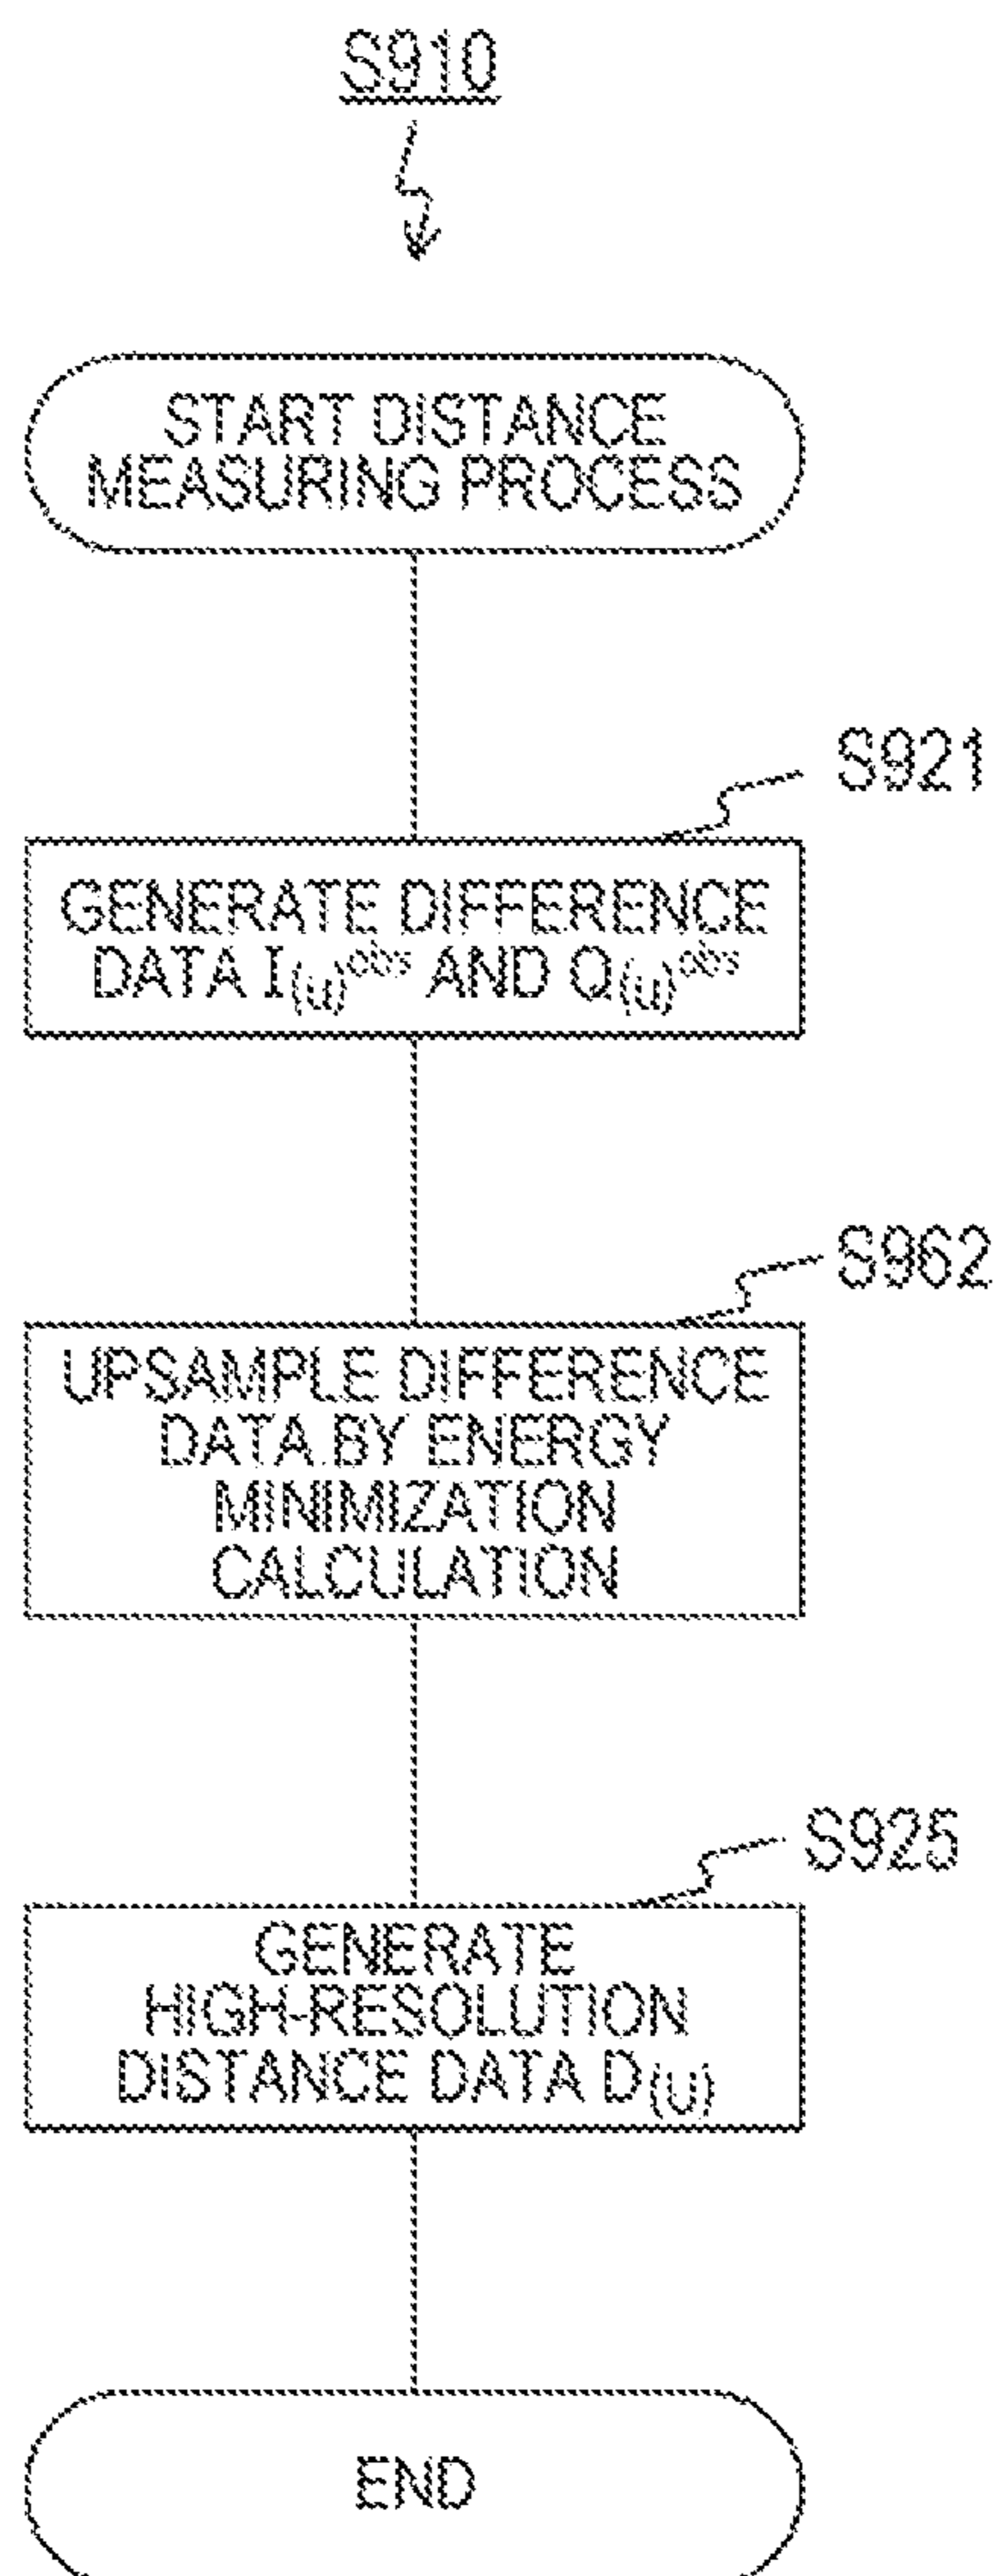 S910
START DISTANCE
MEASURING PROCESS
S921
GENERATE DIFFERENCE
DATA I(u)^obs AND Q(u)^obs
S962
UPSAMPLE DIFFERENCE
DATA BY ENERGY
MINIMIZATION
CALCULATION
S925
GENERATE
HIGH-RESOLUTION
DISTANCE DATA D(U)
END